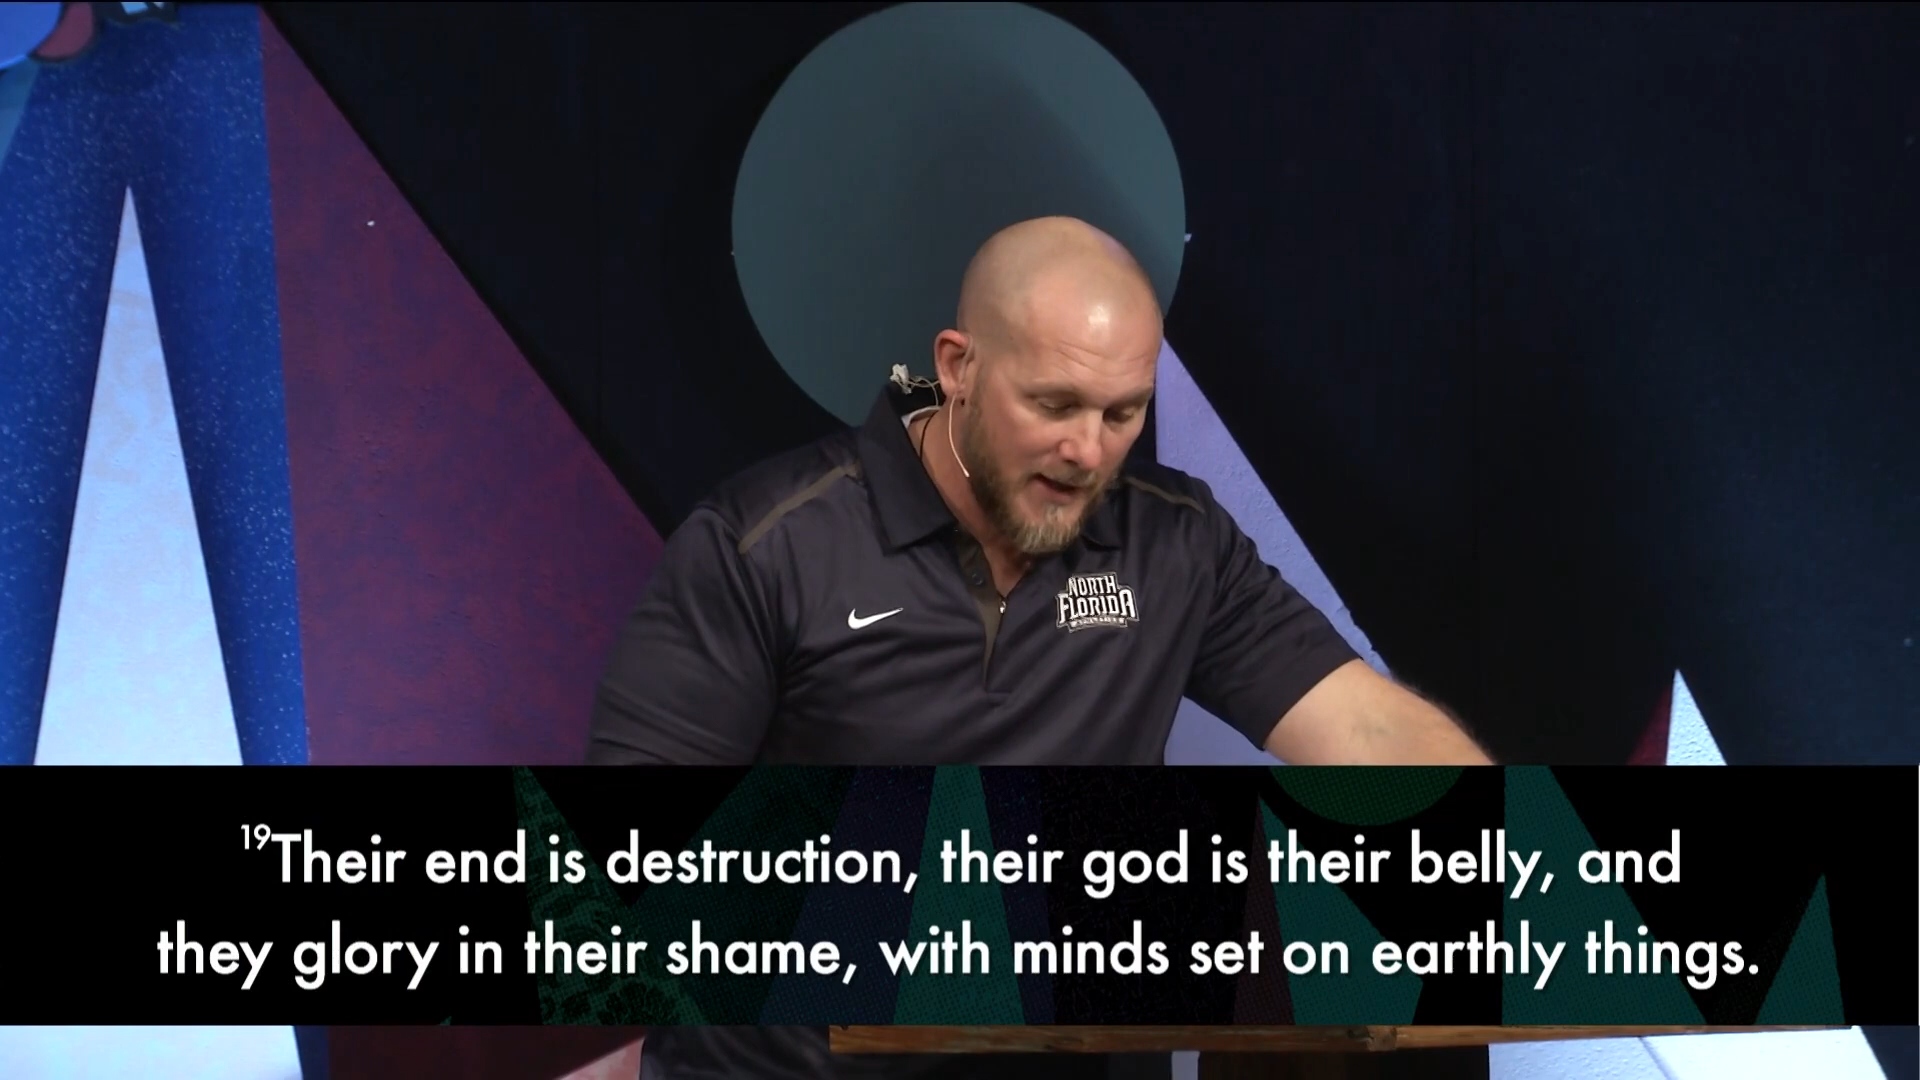 NORTH
FLORIDA
19Their end is destruction, their god is their belly, and
they glory in their shame, with minds set on earthly things.